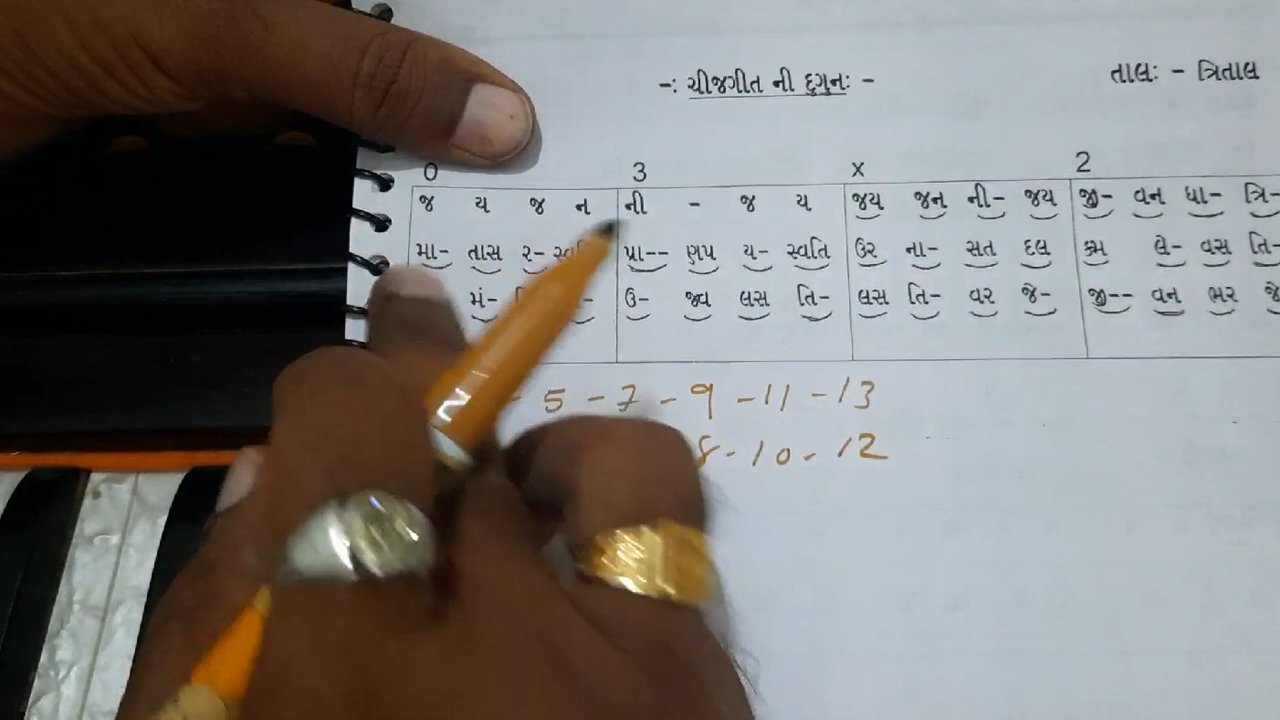 -: ચીજગીત ની દુગુનઃ - તાલઃ - ત્રિતાલ
0 3 X 2
જ ય જ ન ની - જ ય જય જન ની- જય જી- વન ધા- ત્રિ-
મા- તાસ ર- પ્રા-- ણપ ય- સ્વતિ ઉર ના- સત દલ ક્મ લે- વસ તિ-
મં- ઉ- જ્વ લસ તિ- લસ તિ- વર જે- જી-- વન ભર જે
- 5 - 7 - 9 - 11 - 13
8 - 10 - 12